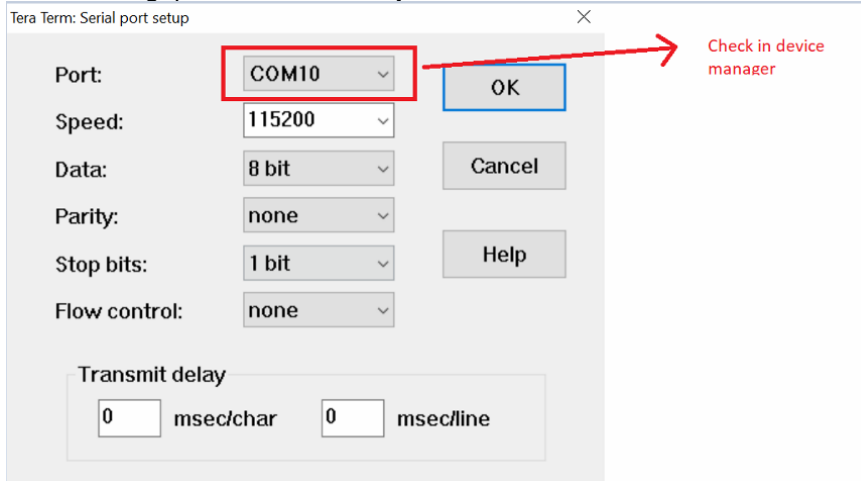 Tera Term: Serial port setup
Check in device
manager
Port: COM10 OK
Speed: 115200
Data: 8 bit Cancel
Parity: none
Stop bits: 1 bit Help
Flow control: none
Transmit delay
0 msec/char 0 msec/line